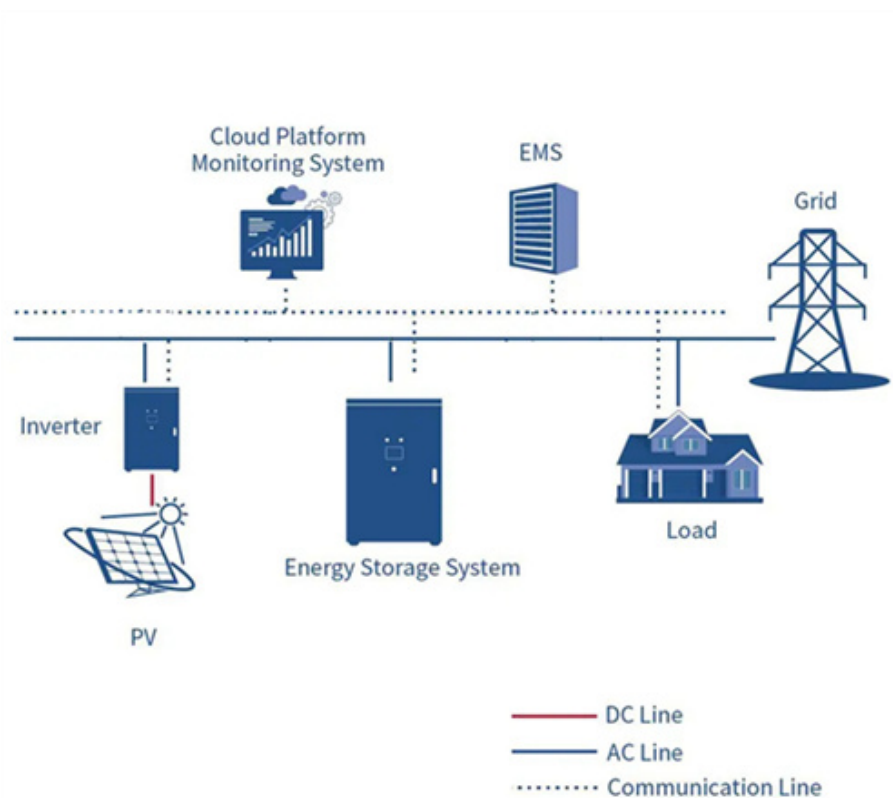 Cloud Platform
Monitoring System
EMS
Grid
Inverter
Load
Energy Storage System
PV
DC Line
AC Line
Communication Line